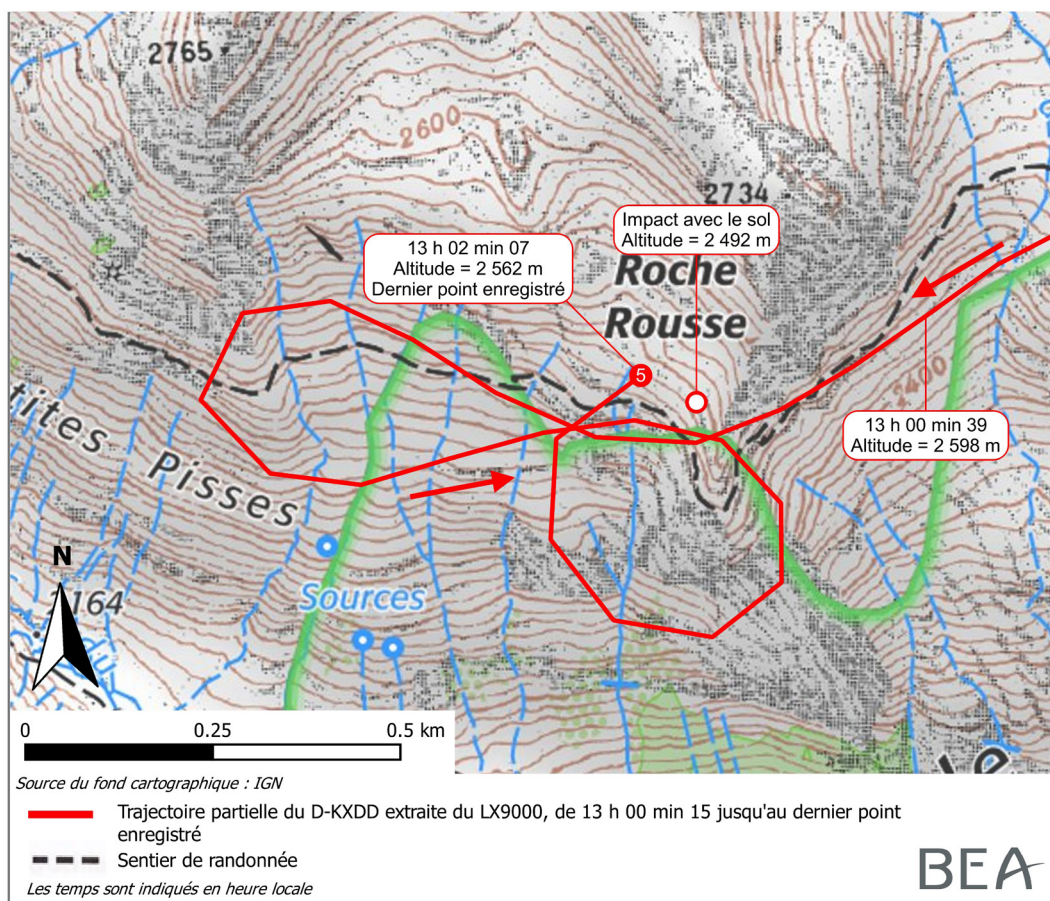 2765
2600
2734
Impact avec le sol
Altitude = 2 492 m
13 h 02 min 07
Altitude = 2 562 m
Dernier point enregistré
Roche
Rousse
5
2400
13 h 00 min 39
Altitude = 2 598 m
tites Pisses
N
Sources
164
Le
0 0.25 0.5 km
Source du fond cartographique : IGN
Trajectoire partielle du D-KXDD extraite du LX9000, de 13 h 00 min 15 jusqu'au dernier point
enregistré
Sentier de randonnée
Les temps sont indiqués en heure locale
BEA